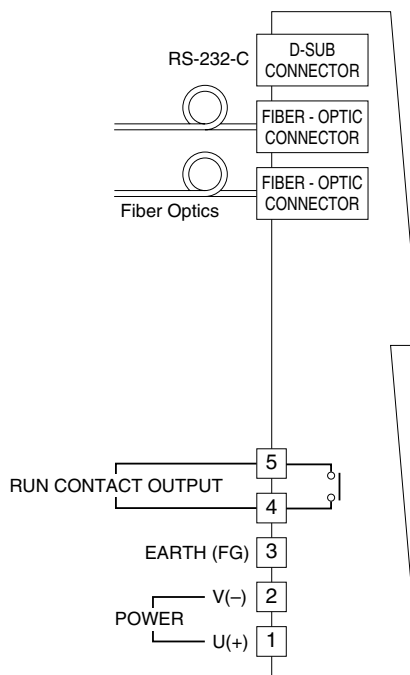 RS-232-C
D-SUB
CONNECTOR
FIBER - OPTIC
CONNECTOR
FIBER - OPTIC
CONNECTOR
Fiber Optics
5
RUN CONTACT OUTPUT
4
EARTH (FG)
3
V(–)
2
POWER
U(+)
1